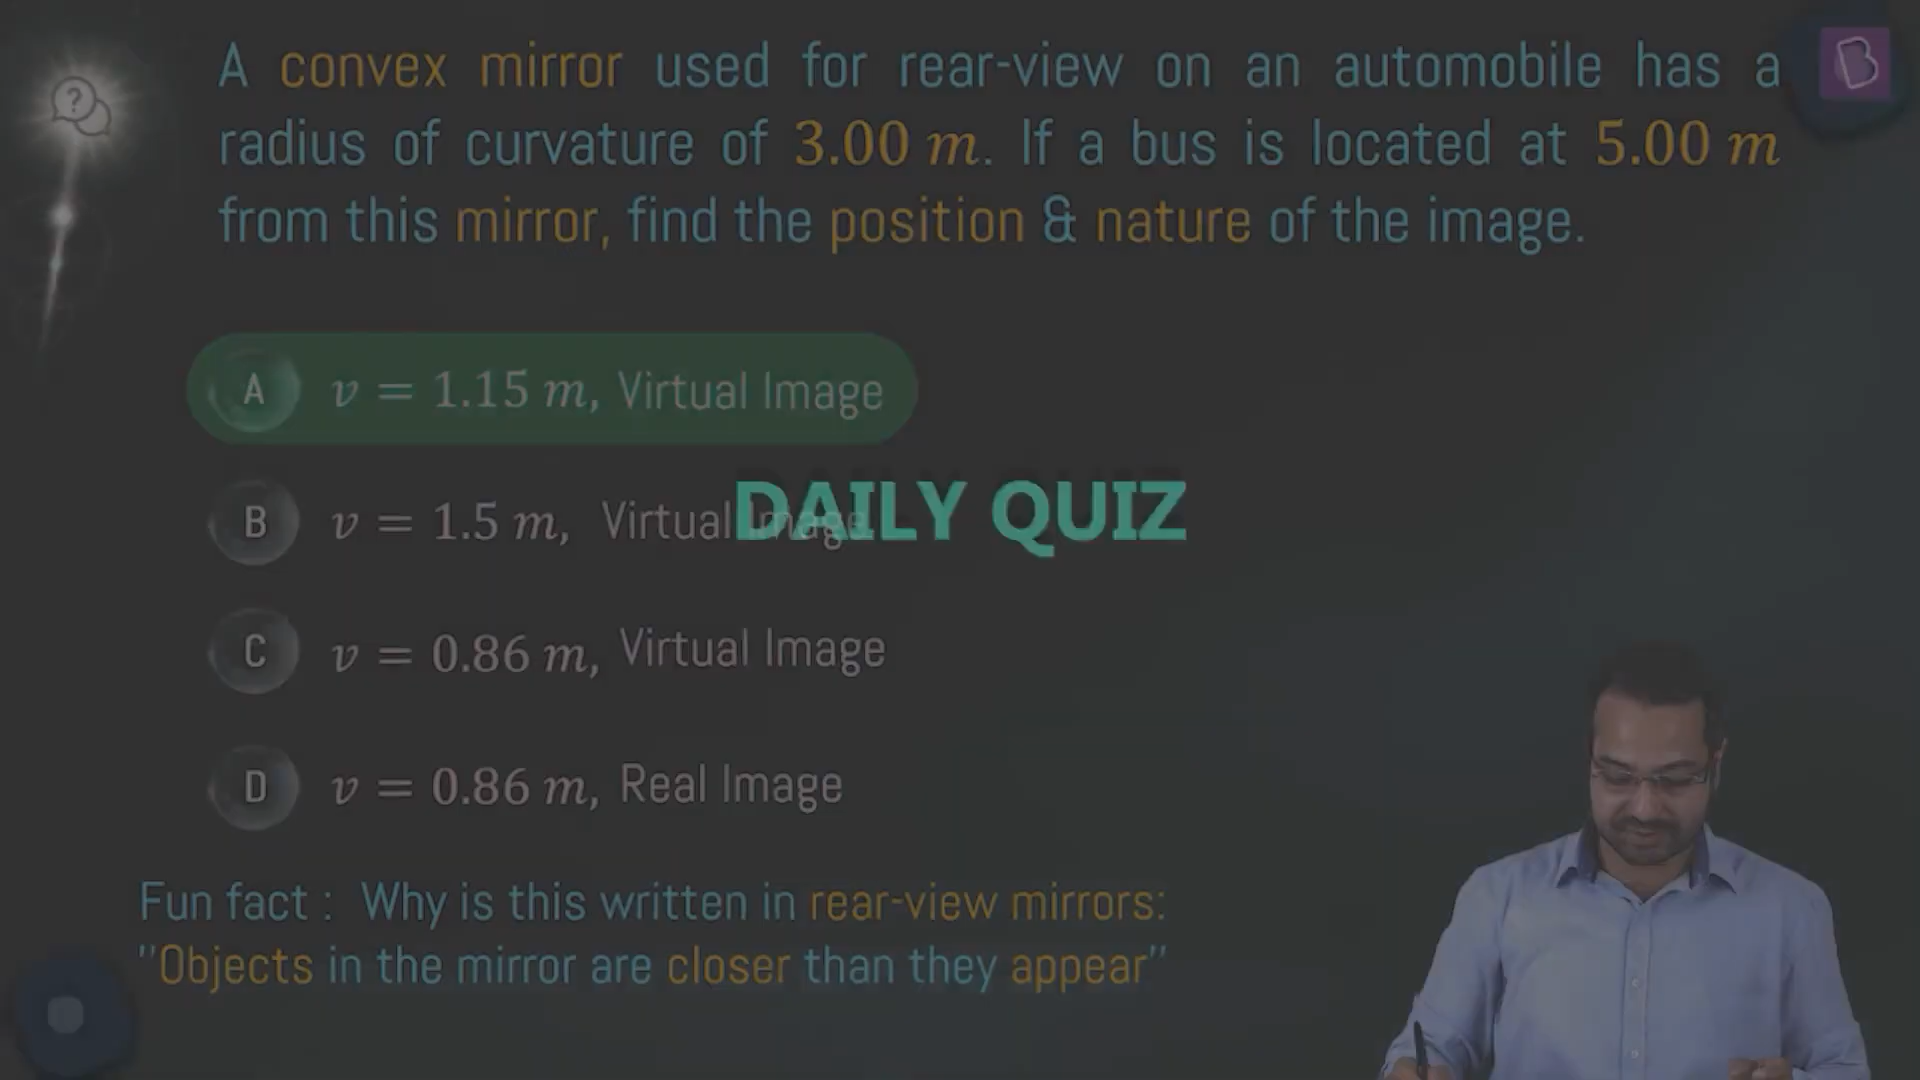 A convex mirror used for rear-view on an automobile has a
radius of curvature of 3.00 m. If a bus is located at 5.00 m
from this mirror, find the position & nature of the image.
A v = 1.15 m, Virtual Image
B v = 1.5 m, Virtual Image
DAILY QUIZ
C v = 0.86 m, Virtual Image
D v = 0.86 m, Real Image
Fun fact : Why is this written in rear-view mirrors:
"Objects in the mirror are closer than they appear"